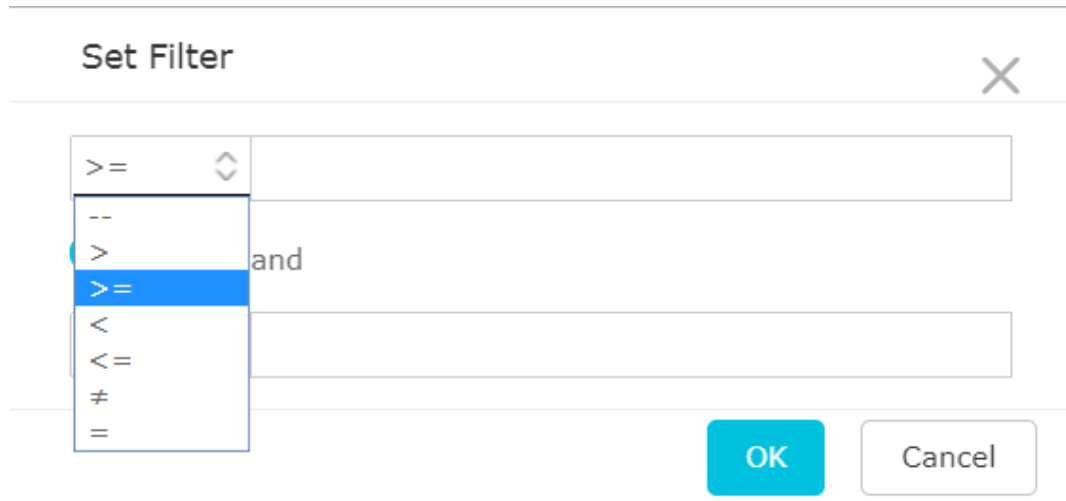 Set Filter
>=
--
>
and
>=
<
<=
≠
=
OK Cancel